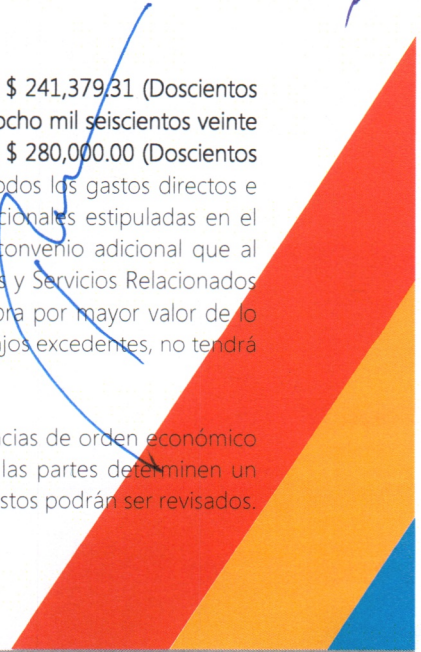 $ 241,379.31 (Doscientos
ocho mil seiscientos veinte
$ 280,000.00 (Doscientos
odos los gastos directos e
cionales estipuladas en el
convenio adicional que al
s y Servicios Relacionados
bra por mayor valor de lo
ajos excedentes, no tendrá
cias de orden económico
las partes determinen un
stos podrán ser revisados.